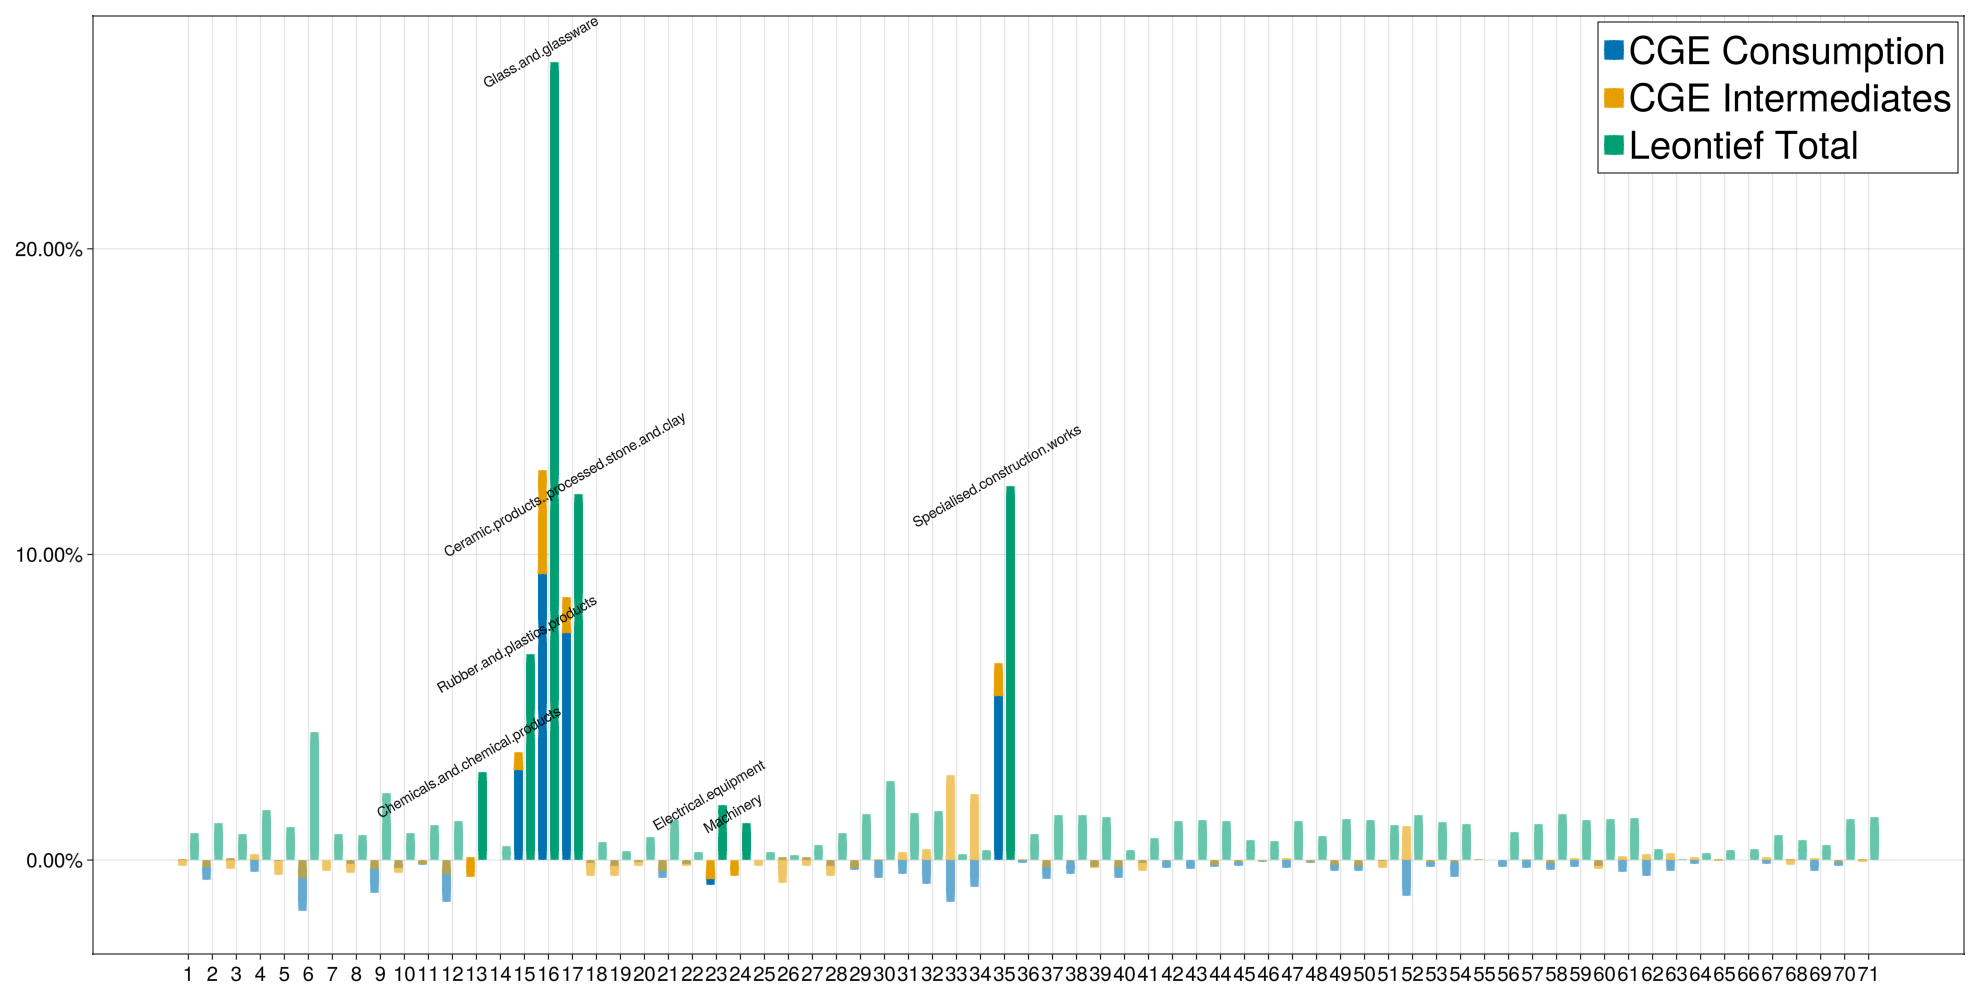 Glass.and.glassware
CGE Consumption
CGE Intermediates
Leontief Total
20.00%
Ceramic.products..processed.stone.and.clay
Specialised.construction.works
10.00%
Rubber.and.plastics.products
Chemicals.and.chemical.products
Electrical.equipment
Machinery
0.00%
1 2 3 4 5 6 7 8 9 10 11 12 13 14 15 16 17 18 19 20 21 22 23 24 25 26 27 28 29 30 31 32 33 34 35 36 37 38 39 40 41 42 43 44 45 46 47 48 49 50 51 52 53 54 55 56 57 58 59 60 61 62 63 64 65 66 67 68 69 70 71